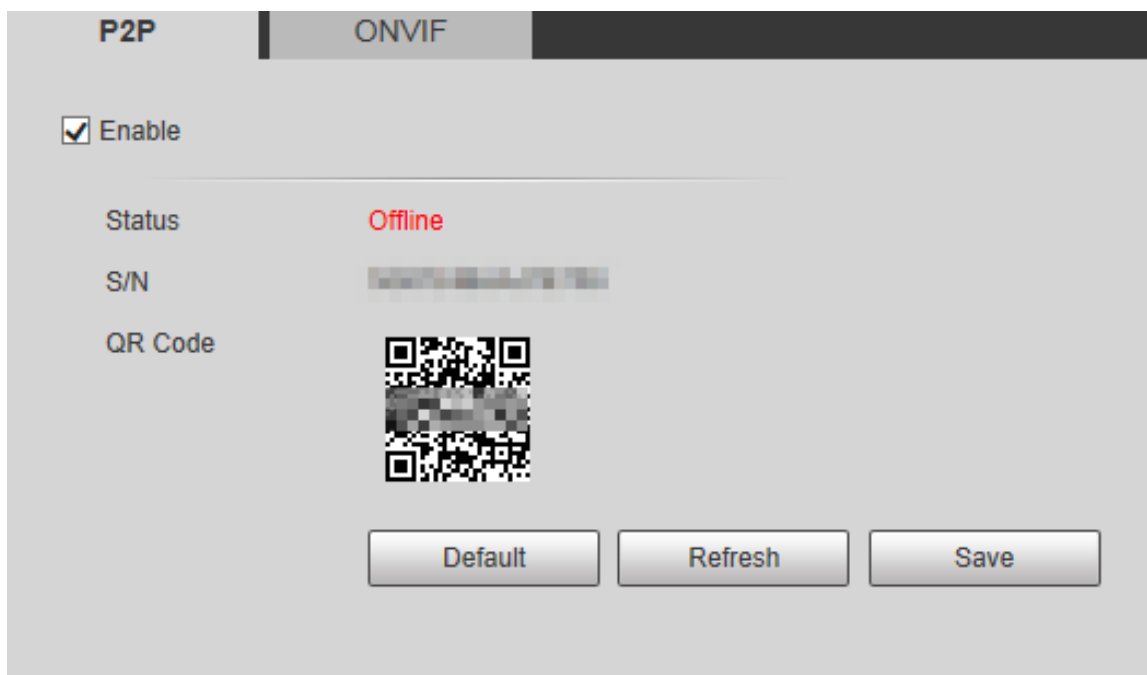 P2P ONVIF
Enable
Status Offline
S/N
QR Code
Default Refresh Save